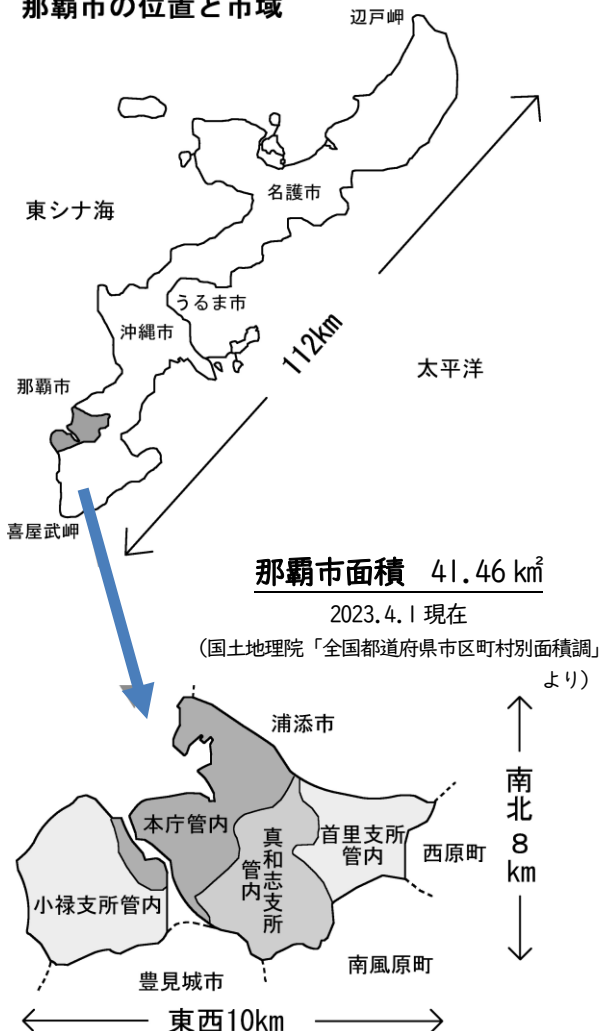 那覇市の位置と市域
辺戸岬
名護市
東シナ海
うるま市
沖縄市
112km
太平洋
那覇市
喜屋武岬
那覇市面積 41.46㎢
2023.4.1現在
（国土地理院「全国都道府県市区町村別面積調」
より）
浦添市
南北8km
本庁管内
首里支所
管内
真和志支所
管内
西原町
小禄支所管内
南風原町
豊見城市
東西10km